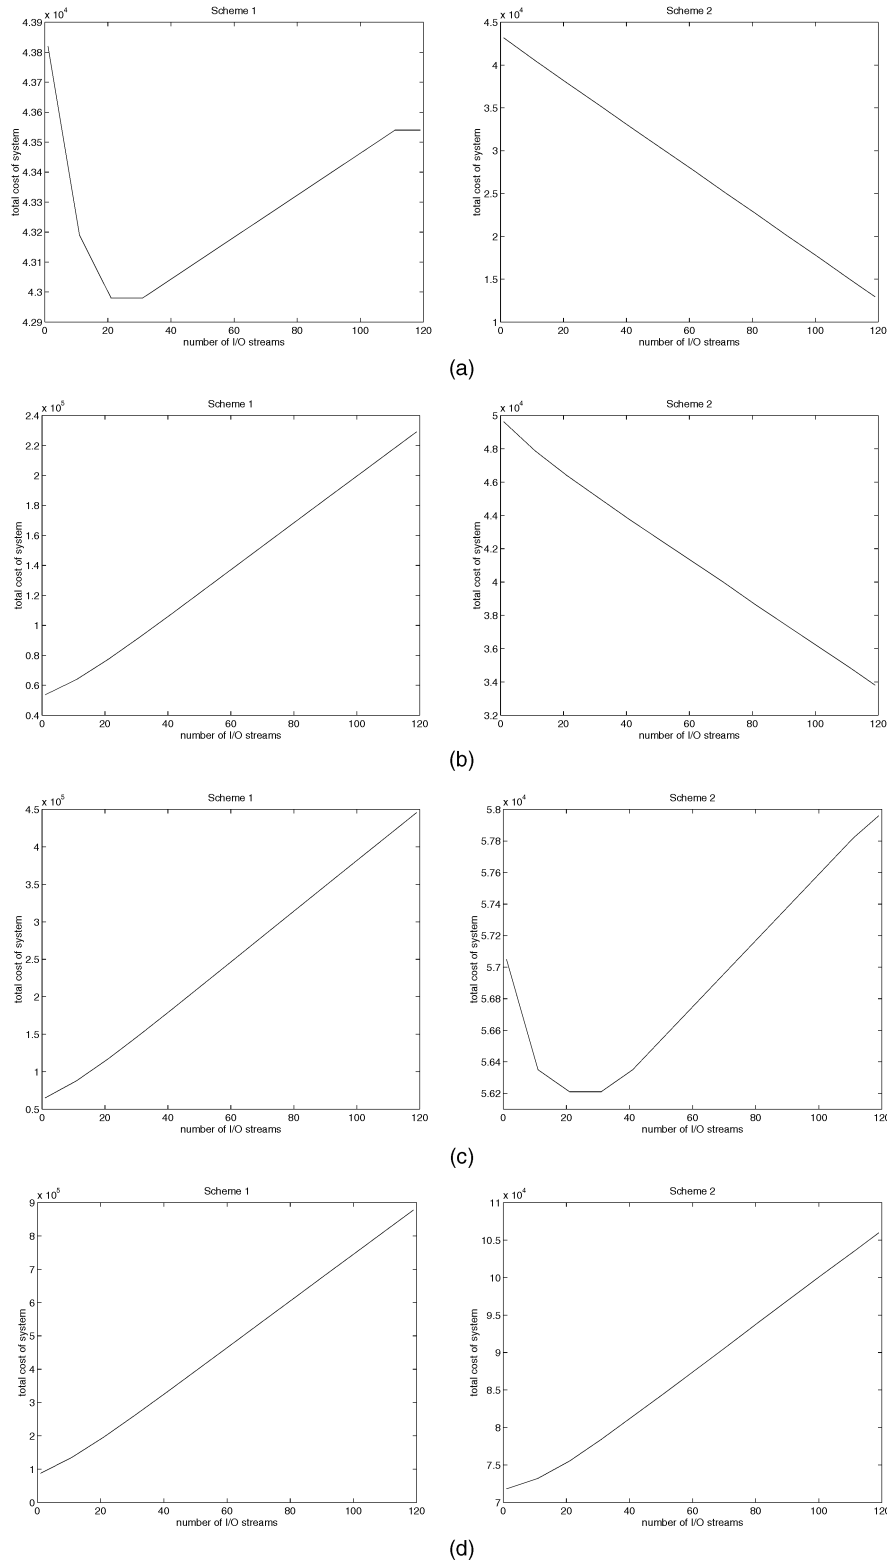 Scheme 1
x 10^4
4.39
4.38
4.37
4.36
4.35
4.34
4.33
4.32
4.31
4.3
4.29
total cost of system
0 20 40 60 80 100 120
number of I/O streams
Scheme 2
x 10^4
4.5
4
3.5
3
2.5
2
1.5
1
total cost of system
0 20 40 60 80 100 120
number of I/O streams
(a)
Scheme 1
x 10^5
2.4
2.2
2
1.8
1.6
1.4
1.2
1
0.8
0.6
0.4
total cost of system
0 20 40 60 80 100 120
number of I/O streams
Scheme 2
x 10^4
5
4.8
4.6
4.4
4.2
4
3.8
3.6
3.4
3.2
total cost of system
0 20 40 60 80 100 120
number of I/O streams
(b)
Scheme 1
x 10^5
4.5
4
3.5
3
2.5
2
1.5
1
0.5
total cost of system
0 20 40 60 80 100 120
number of I/O streams
Scheme 2
x 10^4
5.8
5.78
5.76
5.74
5.72
5.7
5.68
5.66
5.64
5.62
total cost of system
0 20 40 60 80 100 120
number of I/O streams
(c)
Scheme 1
x 10^5
9
8
7
6
5
4
3
2
1
0
total cost of system
0 20 40 60 80 100 120
number of I/O streams
Scheme 2
x 10^4
11
10.5
10
9.5
9
8.5
8
7.5
7
total cost of system
0 20 40 60 80 100 120
number of I/O streams
(d)